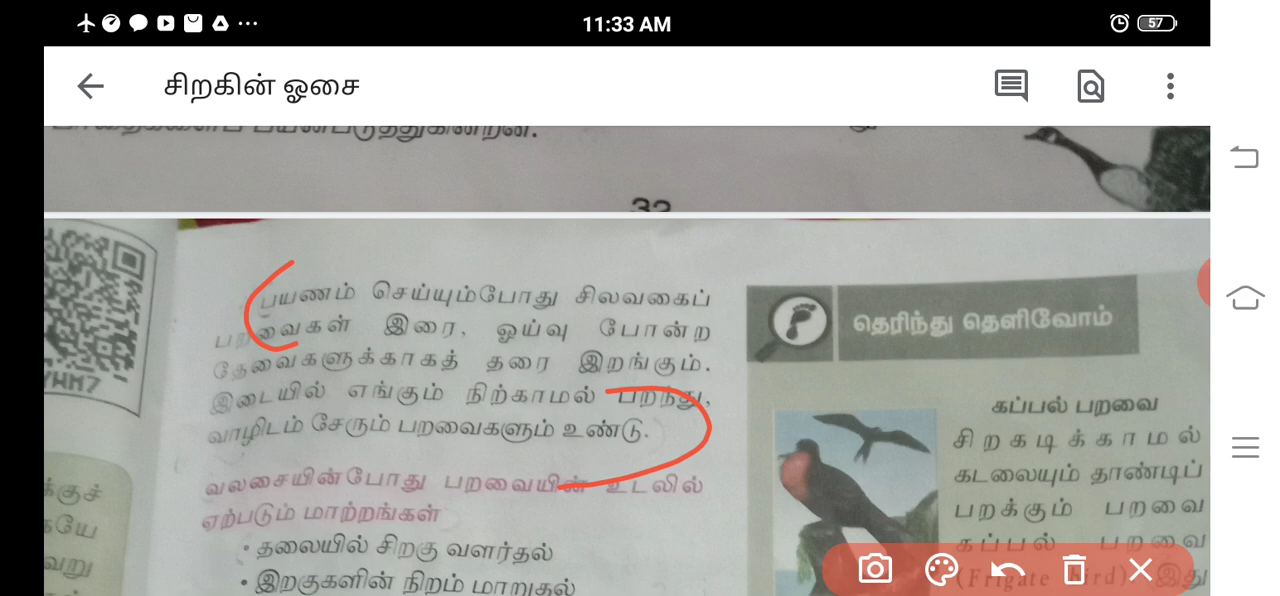 11:33 AM
57
சிறகின் ஓசை
32
பயணம் செய்யும்போது சிலவகைப்
பறவைகள் இரை, ஓய்வு போன்ற
தேவைகளுக்காகத் தரை இறங்கும்.
இடையில் எங்கும் நிற்காமல் பறந்து,
வாழிடம் சேரும் பறவைகளும் உண்டு.
வலசையின்போது பறவையின் உடலில்
ஏற்படும் மாற்றங்கள்
• தலையில் சிறகு வளர்தல்
• இறகுகளின் நிறம் மாறுதல்
தெரிந்து தெளிவோம்
கப்பல் பறவை
சிறகடிக்காமல்
கடலையும் தாண்டிப்
பறக்கும் பறவை
கப்பல் பறவை
(Frigate bird) இது